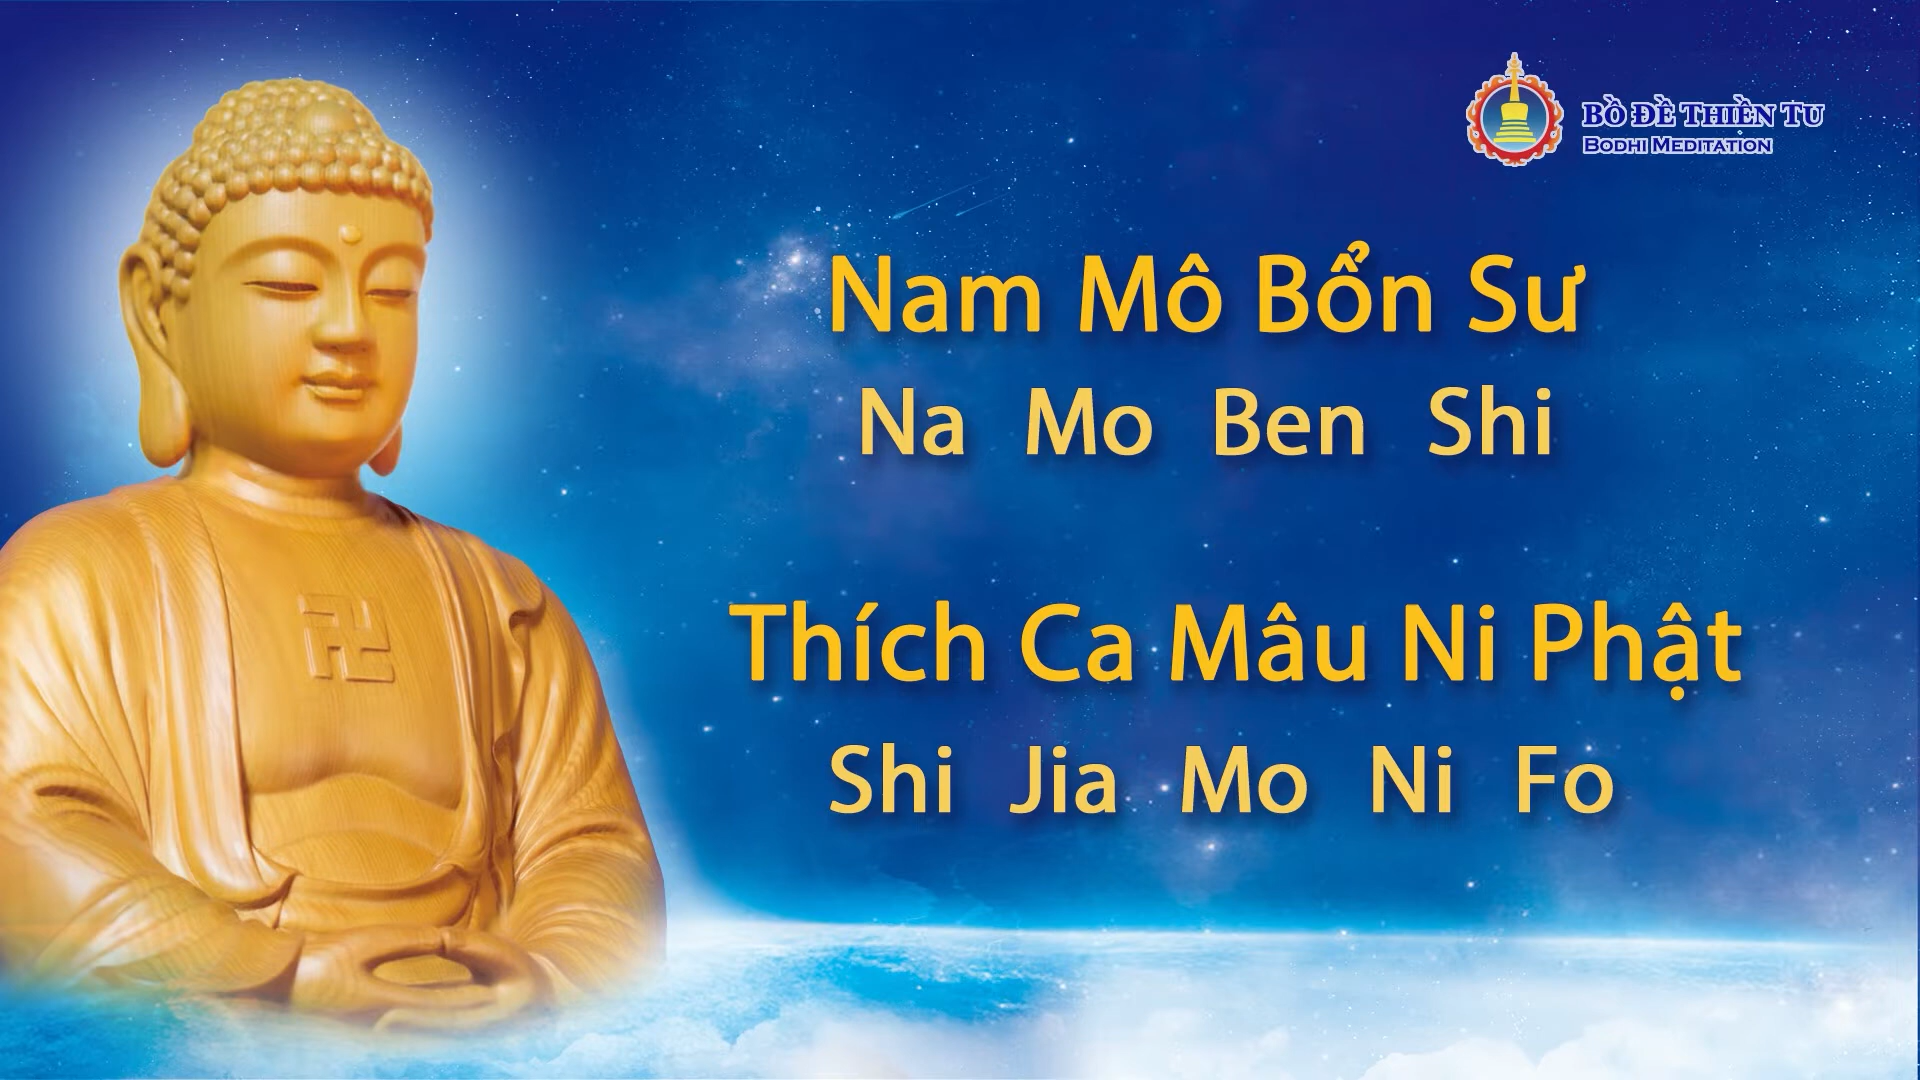 BỒ ĐỀ THIỀN TU
BODHI MEDITATION
Nam Mô Bổn Sư
Na Mo Ben Shi
Thích Ca Mâu Ni Phật
Shi Jia Mo Ni Fo